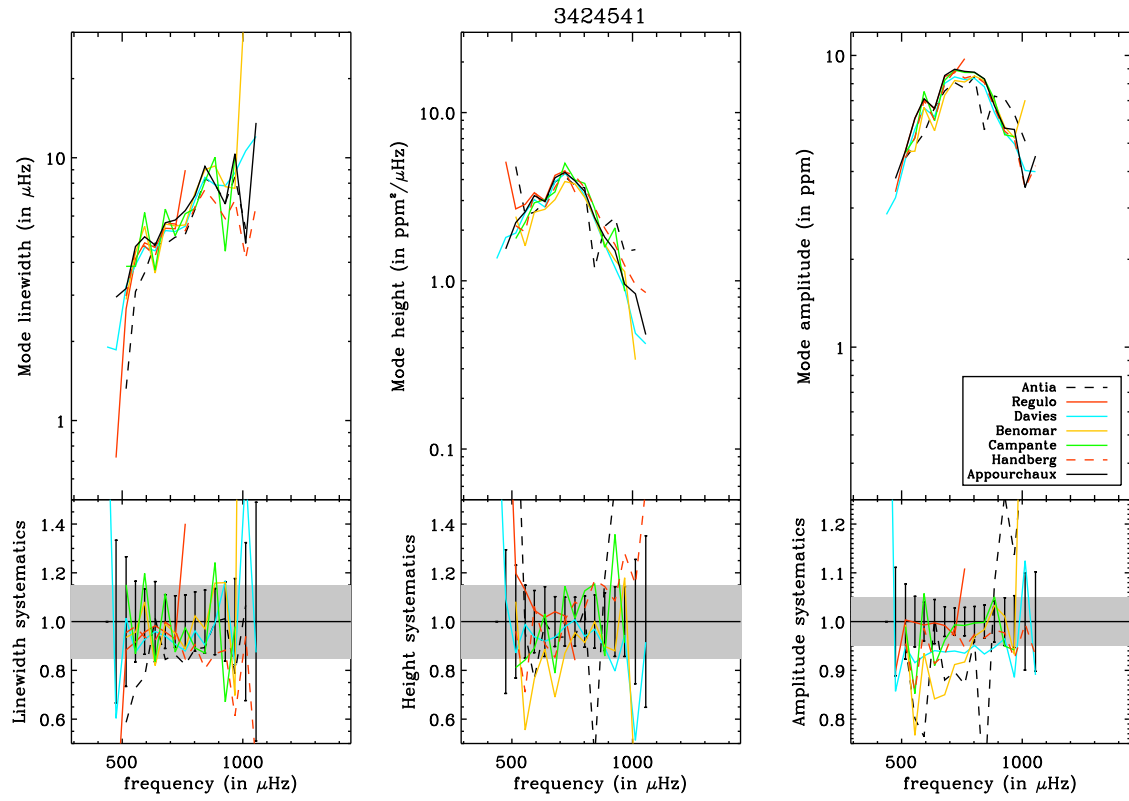 3424541
Mode linewidth (in μHz)
10
1
Mode height (in ppm²/μHz)
10.0
1.0
0.1
Mode amplitude (in ppm)
10
1
Antia
Regulo
Davies
Benomar
Campante
Handberg
Appourchaux
Linewidth systematics
1.4
1.2
1.0
0.8
0.6
500
1000
frequency (in μHz)
Height systematics
1.4
1.2
1.0
0.8
0.6
500
1000
frequency (in μHz)
Amplitude systematics
1.2
1.1
1.0
0.9
0.8
500
1000
frequency (in μHz)